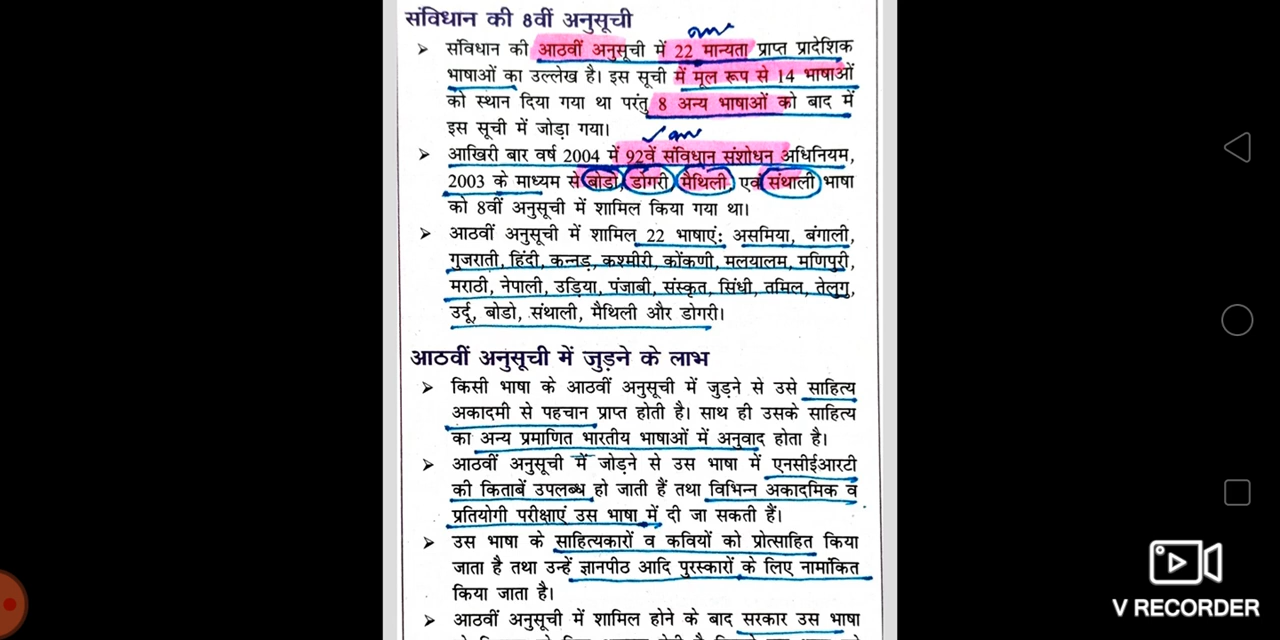 संविधान की 8वीं अनुसूची
ans
➤ संविधान की आठवीं अनुसूची में 22 मान्यता प्राप्त प्रादेशिक
भाषाओं का उल्लेख है। इस सूची में मूल रूप से 14 भाषाओं
को स्थान दिया गया था परंतु 8 अन्य भाषाओं को बाद में
इस सूची में जोड़ा गया।
ans
➤ आखिरी बार वर्ष 2004 में 92वें संविधान संशोधन अधिनियम,
2003 के माध्यम से बोडो, डोगरी, मैथिली, एवं संथाली भाषा
को 8वीं अनुसूची में शामिल किया गया था।
➤ आठवीं अनुसूची में शामिल 22 भाषाएं: असमिया, बंगाली,
गुजराती, हिंदी, कन्नड़, कश्मीरी, कोंकणी, मलयालम, मणिपुरी,
मराठी, नेपाली, उड़िया, पंजाबी, संस्कृत, सिंधी, तमिल, तेलुगु,
उर्दू, बोडो, संथाली, मैथिली और डोगरी।
आठवीं अनुसूची में जुड़ने के लाभ
➤ किसी भाषा के आठवीं अनुसूची में जुड़ने से उसे साहित्य
अकादमी से पहचान प्राप्त होती है। साथ ही उसके साहित्य
का अन्य प्रमाणित भारतीय भाषाओं में अनुवाद होता है।
➤ आठवीं अनुसूची में जोड़ने से उस भाषा में एनसीईआरटी
की किताबें उपलब्ध हो जाती हैं तथा विभिन्न अकादमिक व
प्रतियोगी परीक्षाएं उस भाषा में दी जा सकती हैं।
➤ उस भाषा के साहित्यकारों व कवियों को प्रोत्साहित किया
जाता है तथा उन्हें ज्ञानपीठ आदि पुरस्कारों के लिए नामांकित
किया जाता है।
➤ आठवीं अनुसूची में शामिल होने के बाद सरकार उस भाषा
V RECORDER